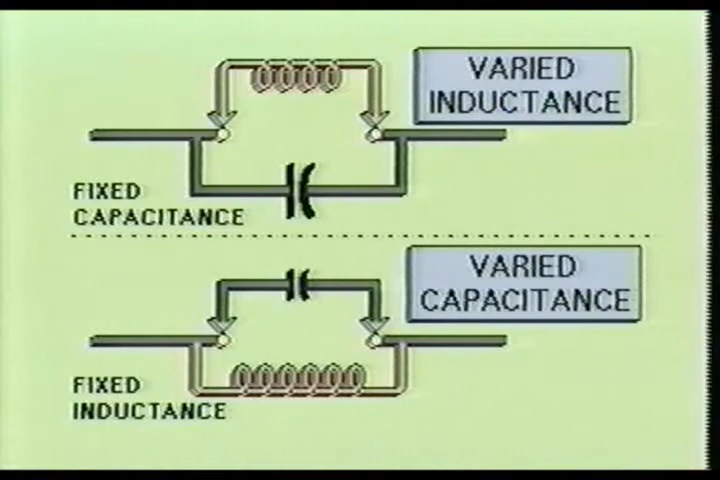 VARIED
INDUCTANCE
FIXED
CAPACITANCE
VARIED
CAPACITANCE
FIXED
INDUCTANCE